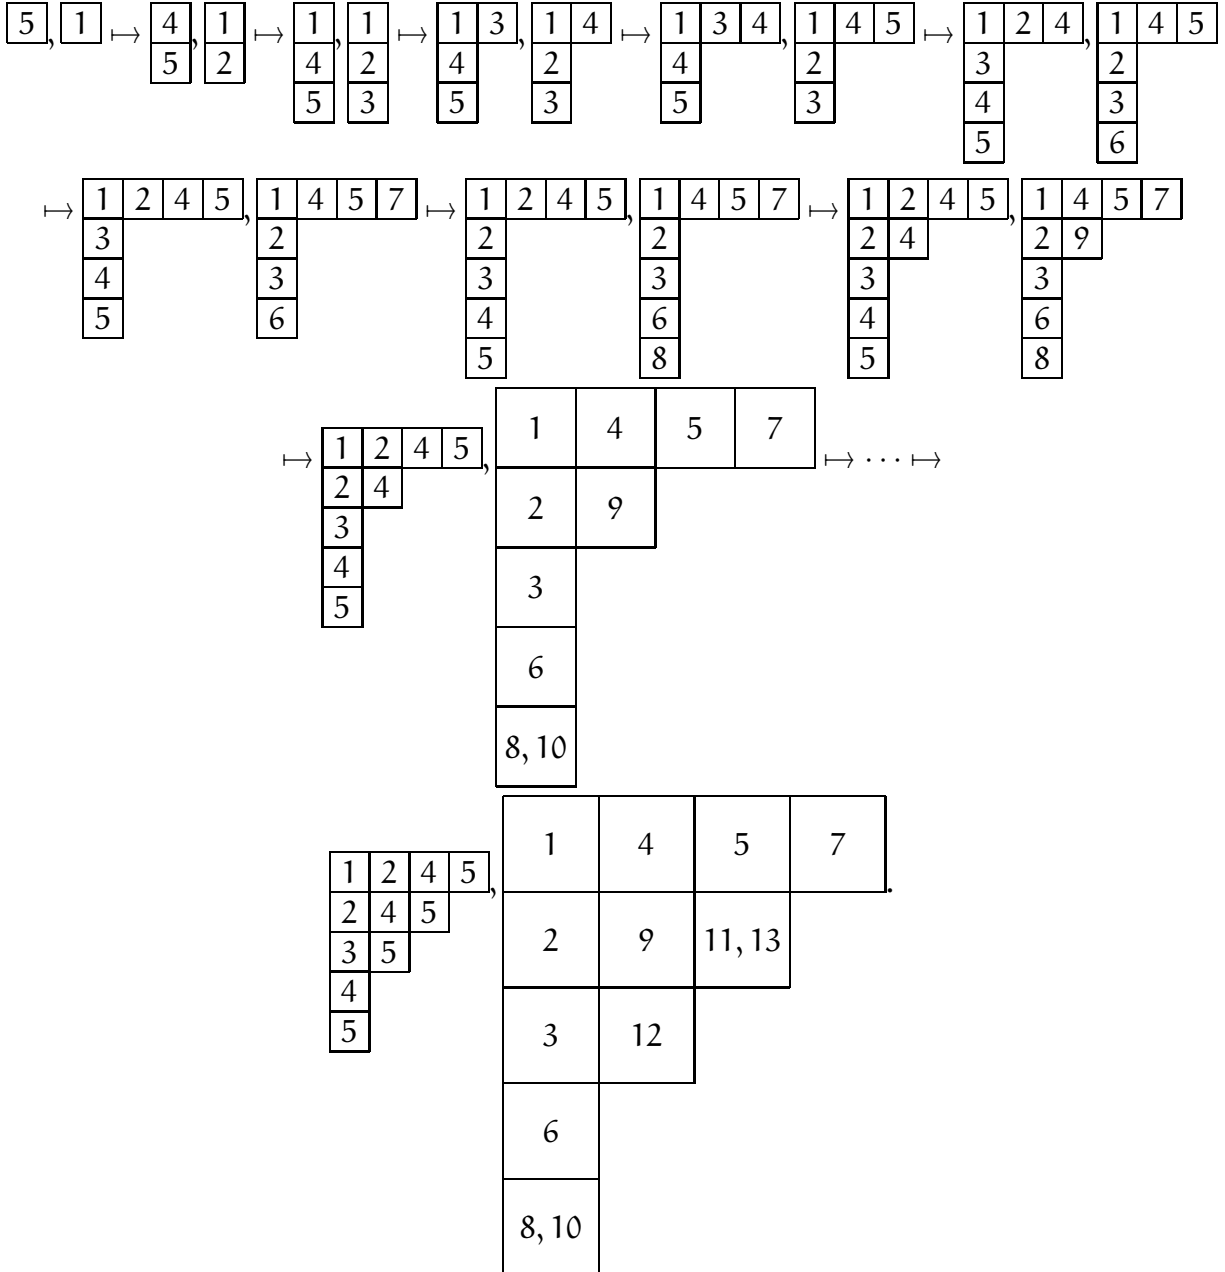 5 , 1 ↦ 4 , 1 ↦ 1 , 1 ↦ 1 3 , 1 4 ↦ 1 3 4 , 1 4 5 ↦ 1 2 4 , 1 4 5
5 2 4 2 4 2 4 2 3 2
5 3 5 3 5 3 4 3
5 6
↦ 1 2 4 5 , 1 4 5 7 ↦ 1 2 4 5 , 1 4 5 7 ↦ 1 2 4 5 , 1 4 5 7
3 2 2 2 2 4 2 9
4 3 3 3 3 3
5 6 4 6 4 6
5 8 5 8
↦ 1 2 4 5 , 1 4 5 7 ↦ ⋯ ↦
2 4 2 9
3
4 3
5
6
8, 10
1 2 4 5 , 1 4 5 7 .
2 4 5 2 9 11, 13
3 5
4 3 12
5
6
8, 10